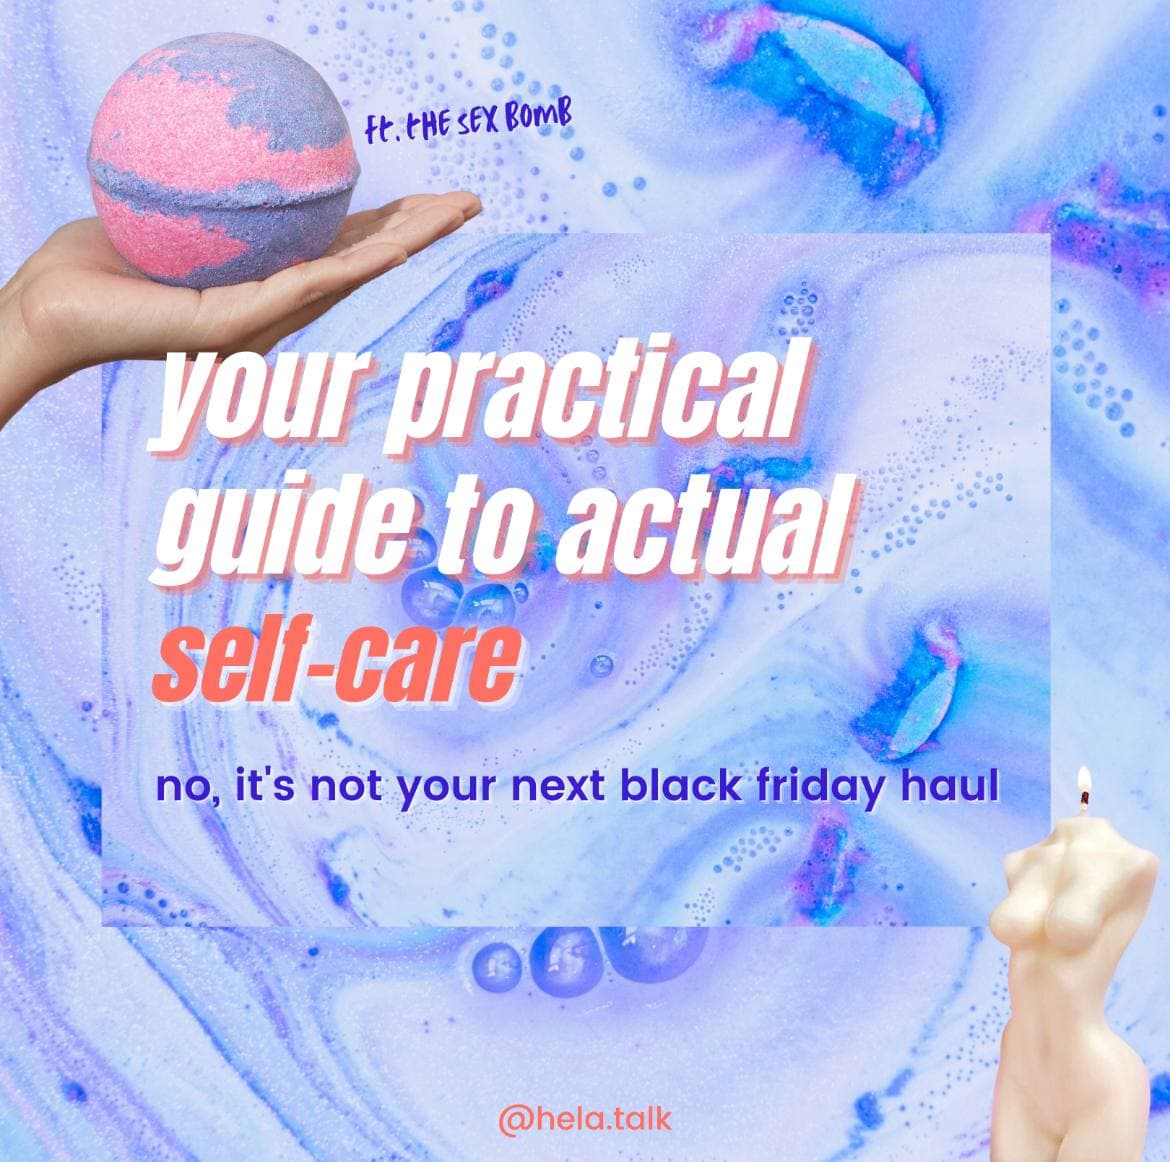 ft. tHE sEX BOmB
your practical
guide to actual
self-care
no, it's not your next black friday haul
@hela.talk